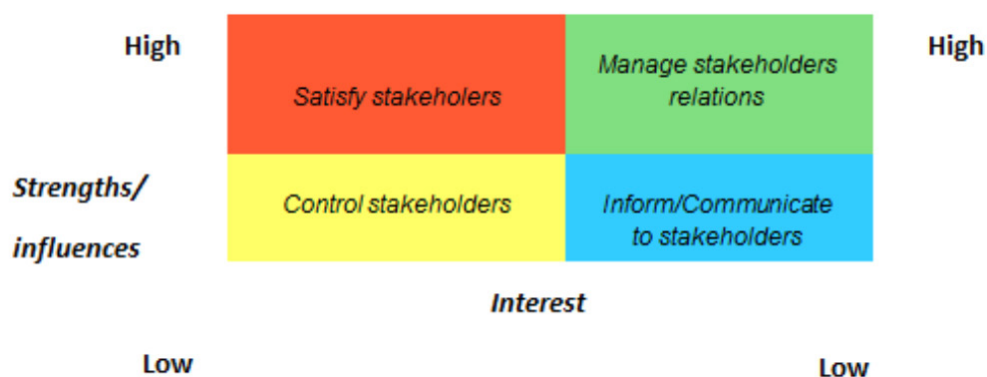 High
High
Manage stakeholders
relations
Satisfy stakeholers
Strengths/
influences
Control stakeholders
Inform/Communicate
to stakeholders
Interest
Low
Low